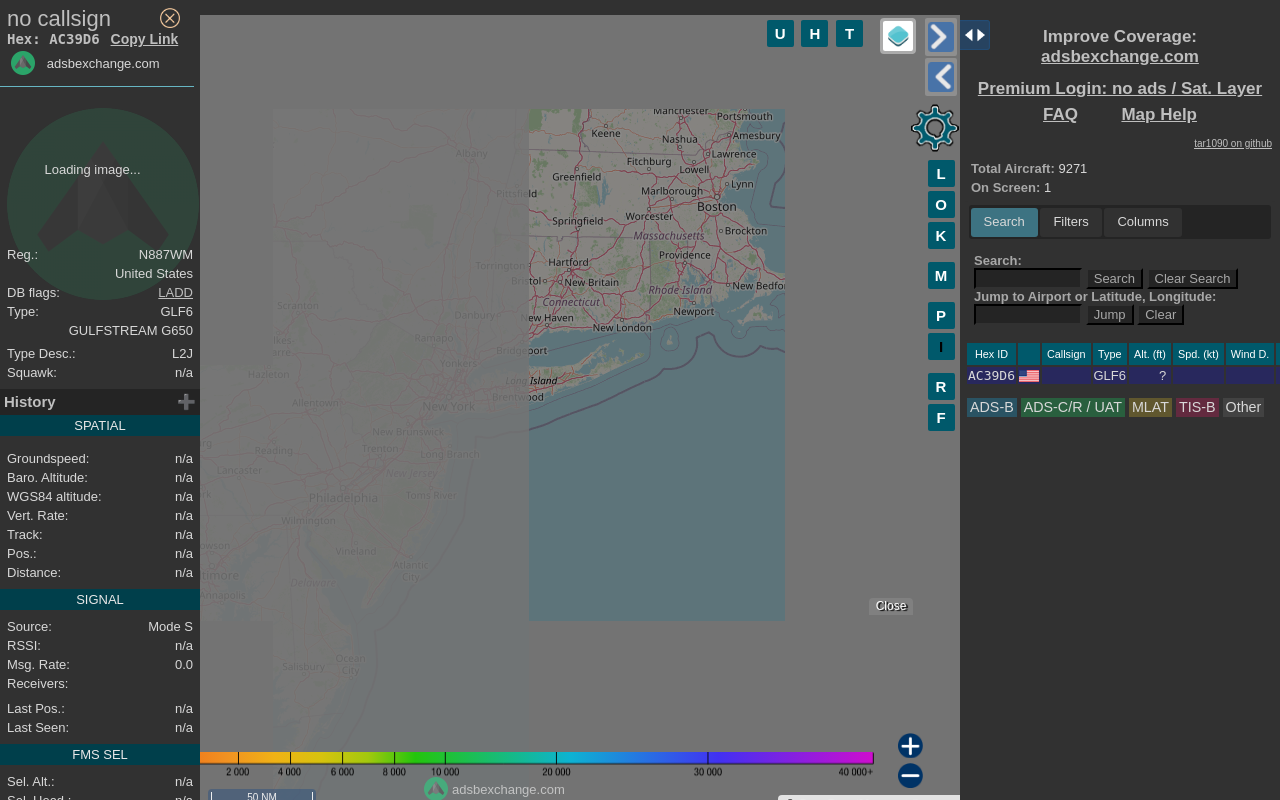 no callsign
Hex: AC39D6 Copy Link
adsbexchange.com
Loading image...
Reg.: N887WM
United States
DB flags: LADD
Type: GLF6
GULFSTREAM G650
Type Desc.: L2J
Squawk: n/a
History
SPATIAL
Groundspeed: n/a
Baro. Altitude: n/a
WGS84 altitude: n/a
Vert. Rate: n/a
Track: n/a
Pos.: n/a
Distance: n/a
SIGNAL
Source: Mode S
RSSI: n/a
Msg. Rate: 0.0
Receivers:
Last Pos.: n/a
Last Seen: n/a
FMS SEL
Sel. Alt.: n/a
Sel. Head.: n/a
U H T
L
O
K
M
P
I
R
F
Manchester
Portsmouth
Keene
Nashua
Amesbury
Albany
Fitchburg
Lawrence
Lowell
Greenfield
Pittsfield
Marlborough
Lynn
Springfield
Worcester
Boston
Massachusetts
Brockton
Hartford
Providence
Torrington
Bristol
New Britain
Rhode Island
New Bedfor
Scranton
Connecticut
Danbury
New Haven
New London
Newport
Wilkes-Barre
Ramapo
Bridgeport
Yonkers
Hazleton
Long Island
Brentwood
Allentown
New York
New Brunswick
Reading
Trenton
Long Branch
Lancaster
New Jersey
Philadelphia
Toms River
Wilmington
Vineland
Atlantic City
Delaware
Annapolis
Salisbury
Ocean City
Close
2 000 4 000 6 000 8 000 10 000 20 000 30 000 40 000+
adsbexchange.com
50 NM
Improve Coverage:
adsbexchange.com
Premium Login: no ads / Sat. Layer
FAQ Map Help
tar1090 on github
Total Aircraft: 9271
On Screen: 1
Search Filters Columns
Search:
Search Clear Search
Jump to Airport or Latitude, Longitude:
Jump Clear
Hex ID Callsign Type Alt. (ft) Spd. (kt) Wind D.
AC39D6 GLF6 ?
ADS-B ADS-C/R / UAT MLAT TIS-B Other